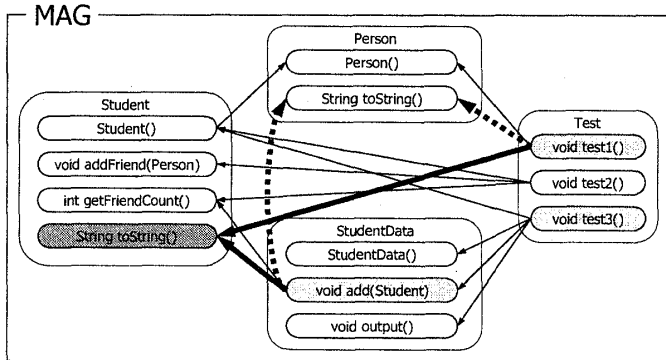 MAG
Person
Person()
String toString()
Student
Student()
void addFriend(Person)
int getFriendCount()
String toString()
Test
void test1()
void test2()
void test3()
StudentData
StudentData()
void add(Student)
void output()